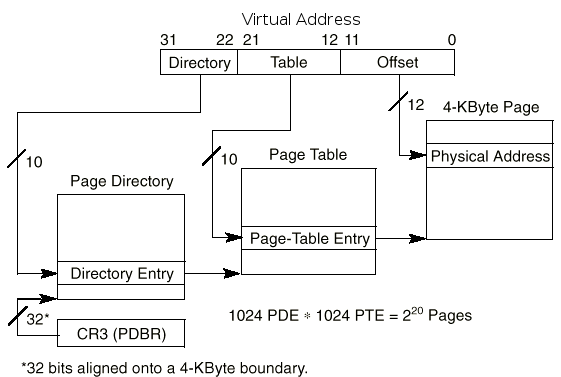 Virtual Address
31 22 21 12 11 0
Directory Table Offset
12 4-KByte Page
10 10 Page Table Physical Address
Page Directory
Page-Table Entry
Directory Entry
32*
1024 PDE * 1024 PTE = 2²⁰ Pages
CR3 (PDBR)
*32 bits aligned onto a 4-KByte boundary.